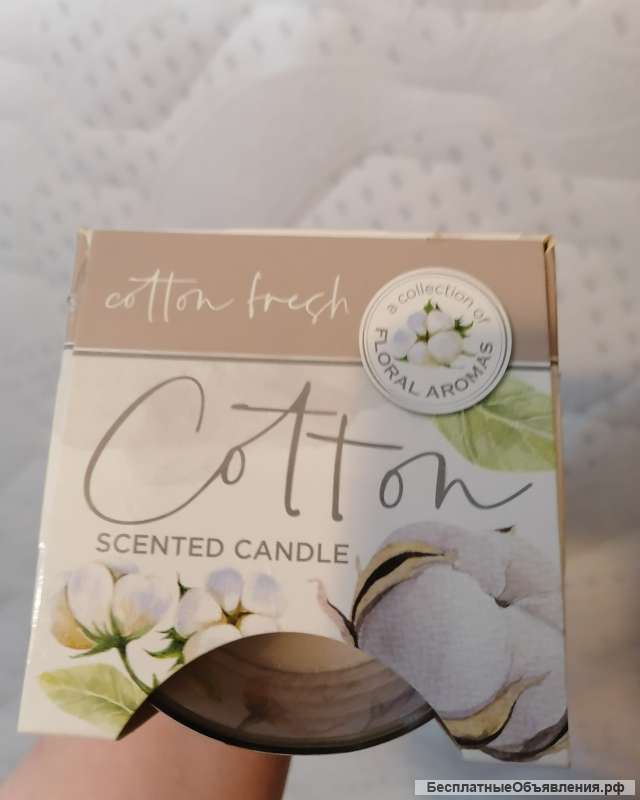 cotton fresh
a collection of
FLORAL AROMAS
Cotton
SCENTED CANDLE
БесплатныеОбъявления.рф